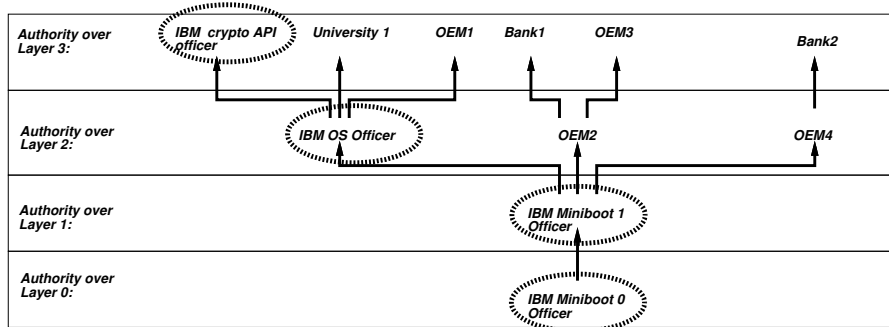 Authority over
Layer 3:
IBM crypto API
officer
University 1
OEM1
Bank1
OEM3
Bank2
Authority over
Layer 2:
IBM OS Officer
OEM2
OEM4
Authority over
Layer 1:
IBM Miniboot 1
Officer
Authority over
Layer 0:
IBM Miniboot 0
Officer